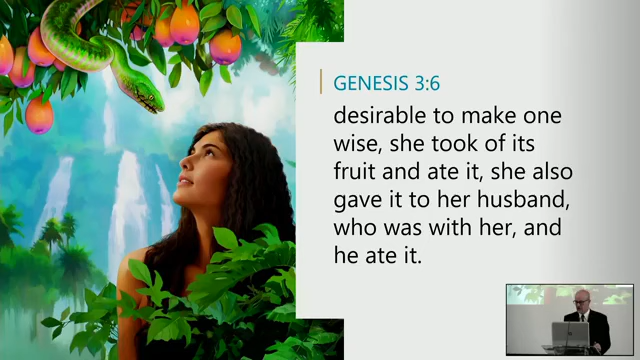 GENESIS 3:6
desirable to make one
wise, she took of its
fruit and ate it, she also
gave it to her husband,
who was with her, and
he ate it.